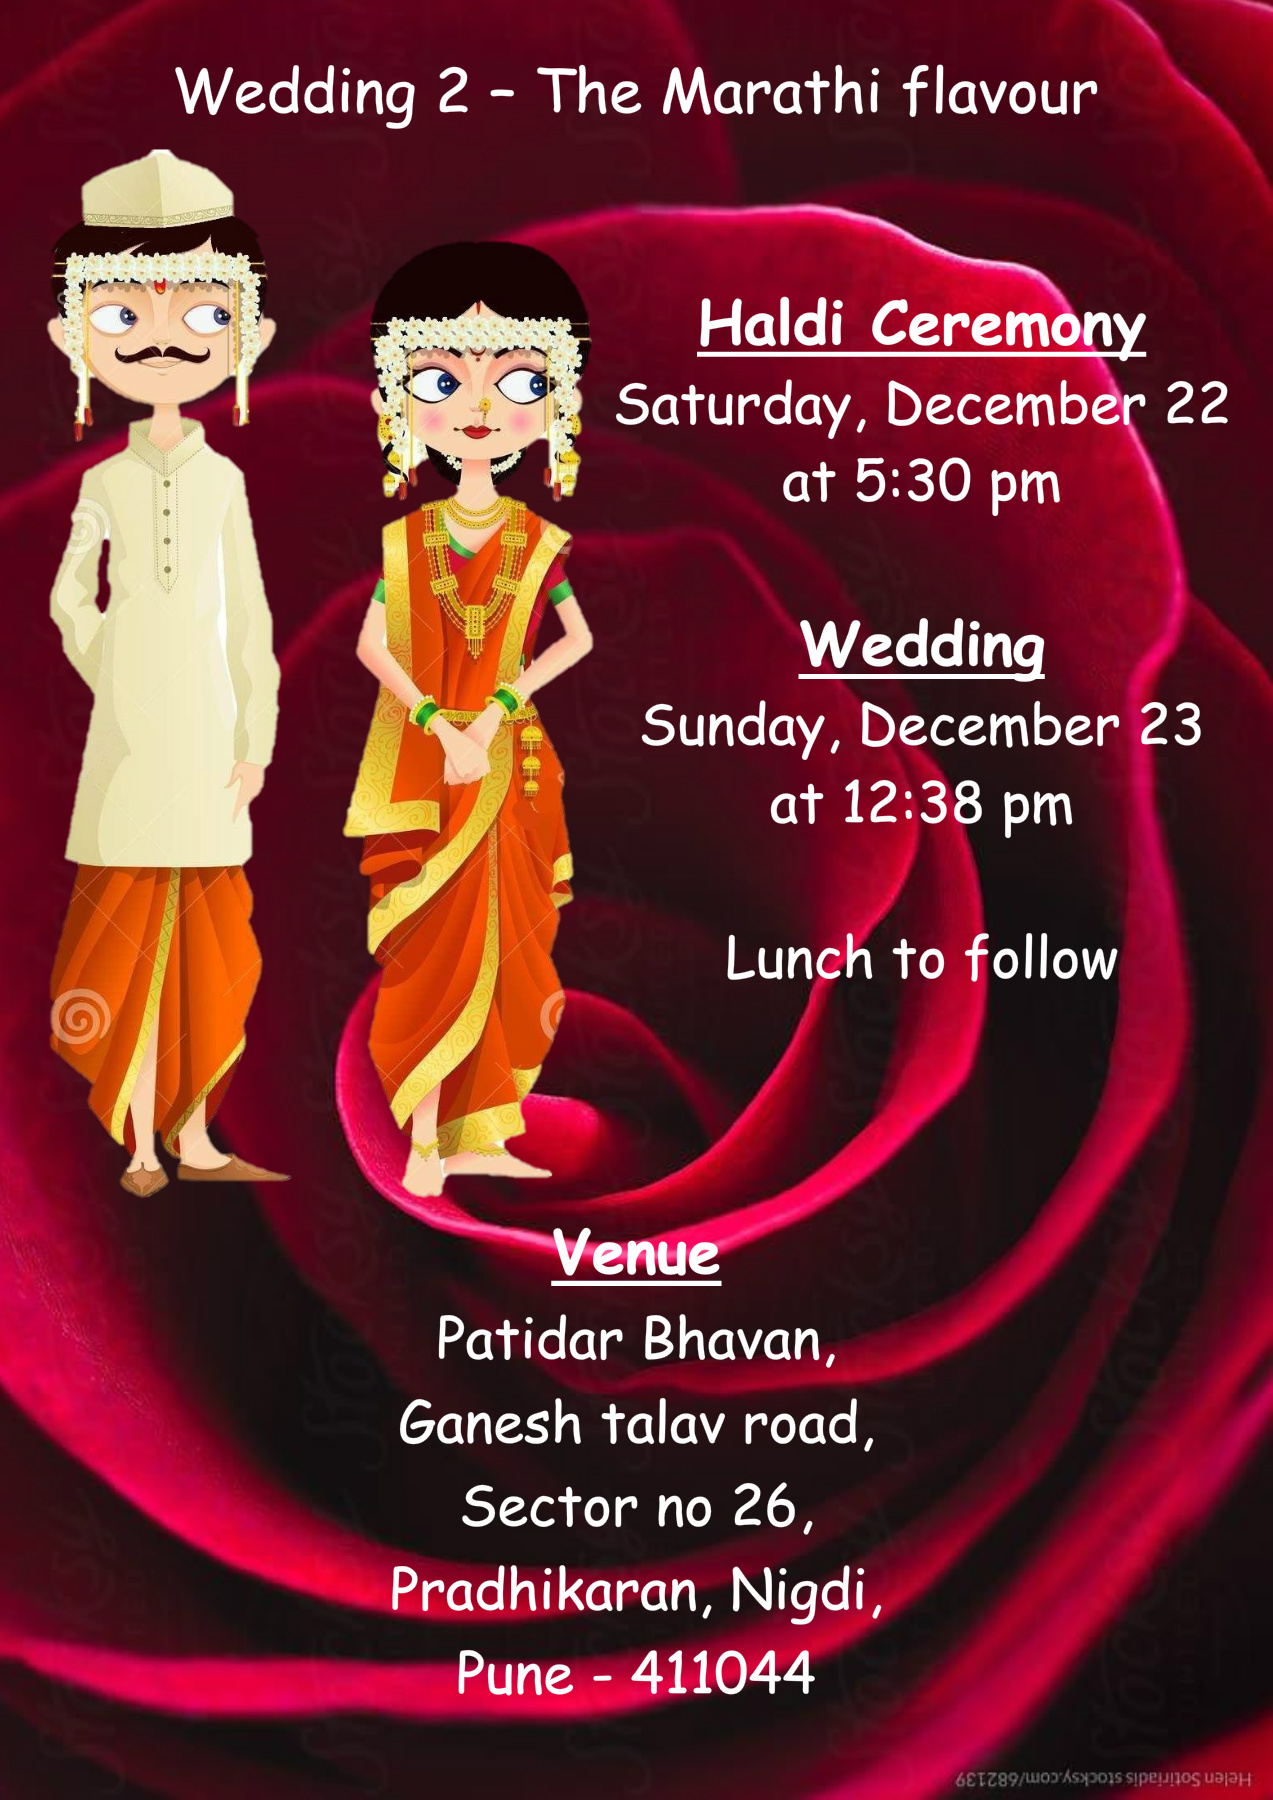 Wedding 2 – The Marathi flavour
Haldi Ceremony
Saturday, December 22
at 5:30 pm
Wedding
Sunday, December 23
at 12:38 pm
Lunch to follow
Venue
Patidar Bhavan,
Ganesh talav road,
Sector no 26,
Pradhikaran, Nigdi,
Pune - 411044
Helen Sotiriadis stocksy.com/682139